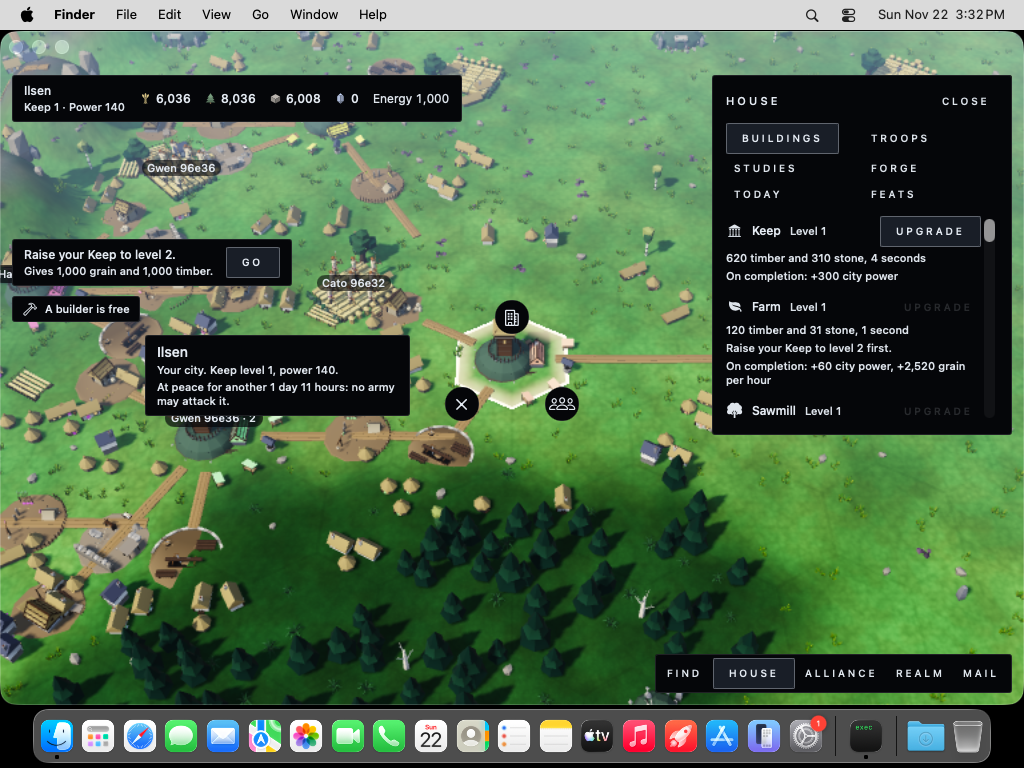 Finder File Edit View Go Window Help Sun Nov 22 3:32 PM
Ilsen
Keep 1 · Power 140
6,036 8,036 6,008 0 Energy 1,000
HOUSE CLOSE
BUILDINGS TROOPS
STUDIES FORGE
TODAY FEATS
Keep Level 1 UPGRADE
620 timber and 310 stone, 4 seconds
On completion: +300 city power
Farm Level 1 UPGRADE
120 timber and 31 stone, 1 second
Raise your Keep to level 2 first.
On completion: +60 city power, +2,520 grain
per hour
Sawmill Level 1 UPGRADE
Gwen 96e36
Raise your Keep to level 2.
Gives 1,000 grain and 1,000 timber.
GO
Ha
Cato 96e32
A builder is free
Ilsen
Your city. Keep level 1, power 140.
At peace for another 1 day 11 hours: no army
may attack it.
Gwen 96e36 · 2
FIND HOUSE ALLIANCE REALM MAIL
Sun
22
tv
1
exec